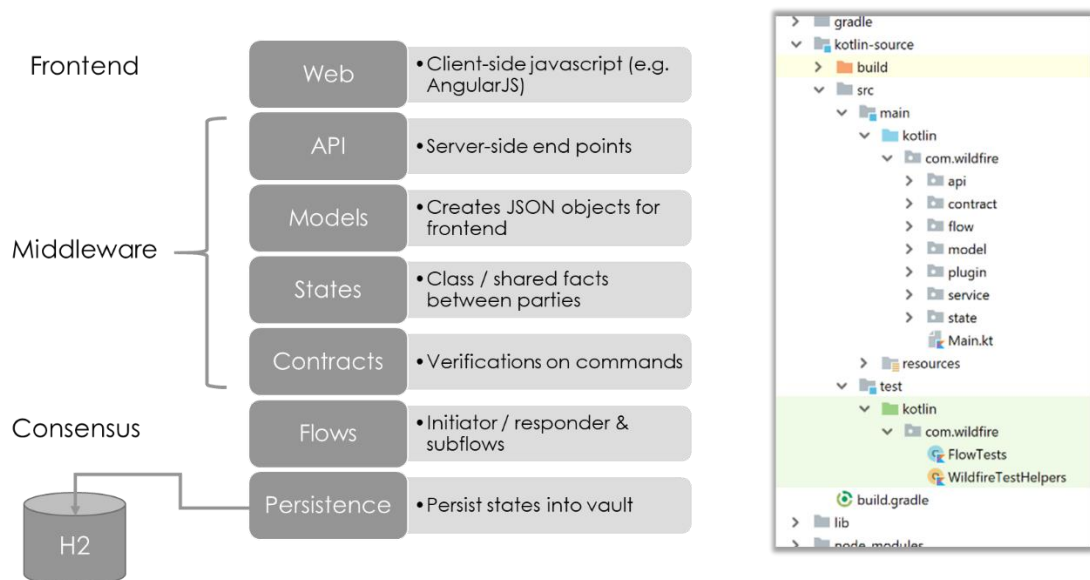 Frontend
Web
• Client-side javascript (e.g.
AngularJS)
API
• Server-side end points
Middleware
Models
• Creates JSON objects for
frontend
States
• Class / shared facts
between parties
Contracts
• Verifications on commands
Consensus
Flows
• Initiator / responder &
subflows
Persistence
• Persist states into vault
H2
gradle
kotlin-source
build
src
main
kotlin
com.wildfire
api
contract
flow
model
plugin
service
state
Main.kt
resources
test
kotlin
com.wildfire
FlowTests
WildfireTestHelpers
build.gradle
lib
node_modules